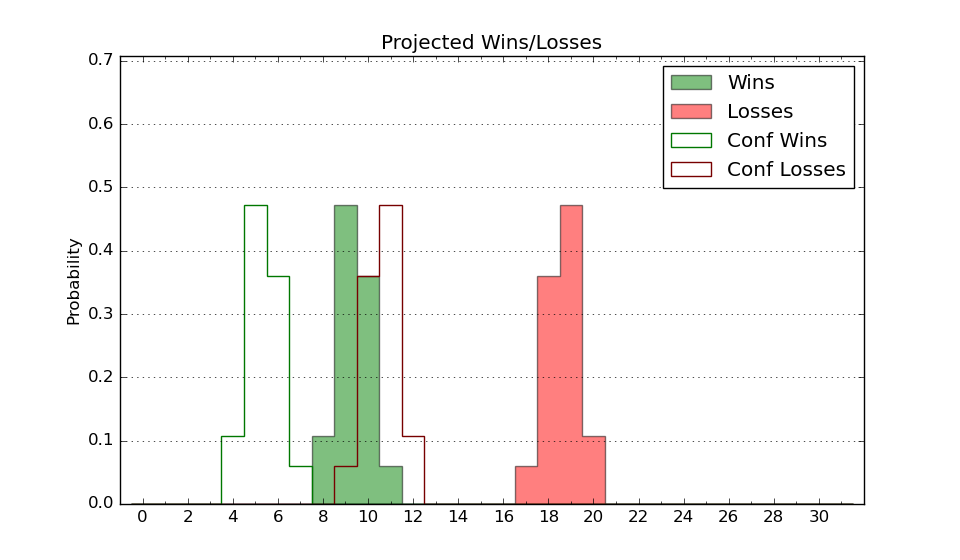 Projected Wins/Losses
0.7
0.6
0.5
0.4
0.3
0.2
0.1
0.0
Probability
Wins
Losses
Conf Wins
Conf Losses
0 2 4 6 8 10 12 14 16 18 20 22 24 26 28 30